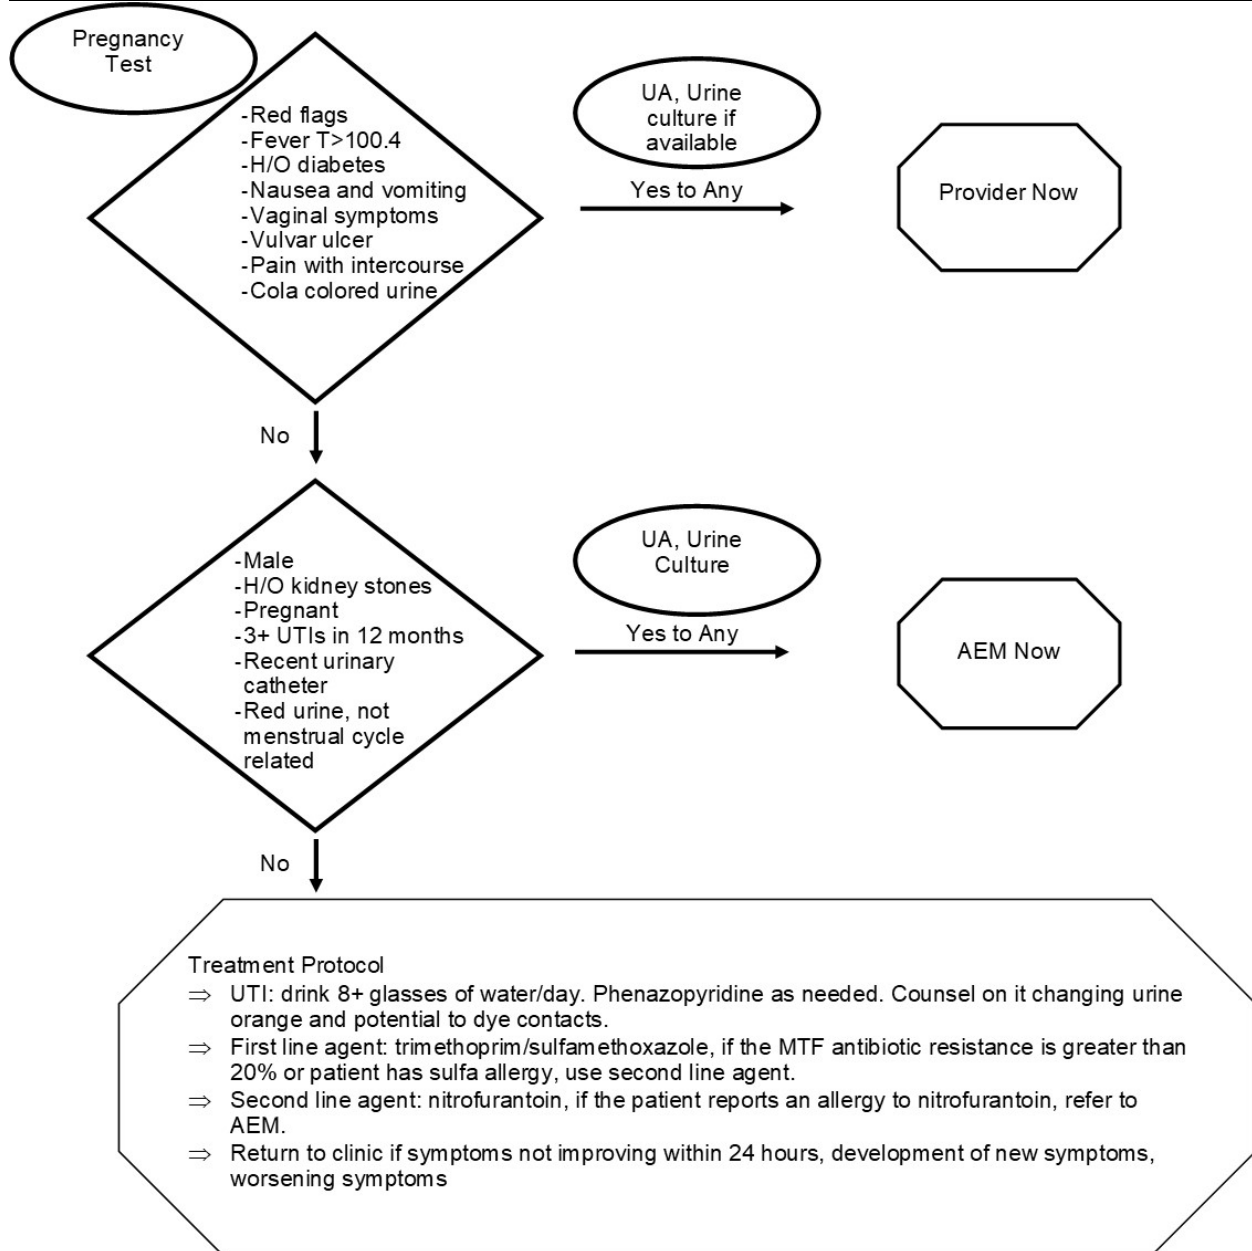 Pregnancy
Test
-Red flags
-Fever T>100.4
-H/O diabetes
-Nausea and vomiting
-Vaginal symptoms
-Vulvar ulcer
-Pain with intercourse
-Cola colored urine
UA, Urine
culture if
available
Yes to Any
Provider Now
No
-Male
-H/O kidney stones
-Pregnant
-3+ UTIs in 12 months
-Recent urinary
catheter
-Red urine, not
menstrual cycle
related
UA, Urine
Culture
Yes to Any
AEM Now
No
Treatment Protocol
⇒ UTI: drink 8+ glasses of water/day. Phenazopyridine as needed. Counsel on it changing urine
orange and potential to dye contacts.
⇒ First line agent: trimethoprim/sulfamethoxazole, if the MTF antibiotic resistance is greater than
20% or patient has sulfa allergy, use second line agent.
⇒ Second line agent: nitrofurantoin, if the patient reports an allergy to nitrofurantoin, refer to
AEM.
⇒ Return to clinic if symptoms not improving within 24 hours, development of new symptoms,
worsening symptoms